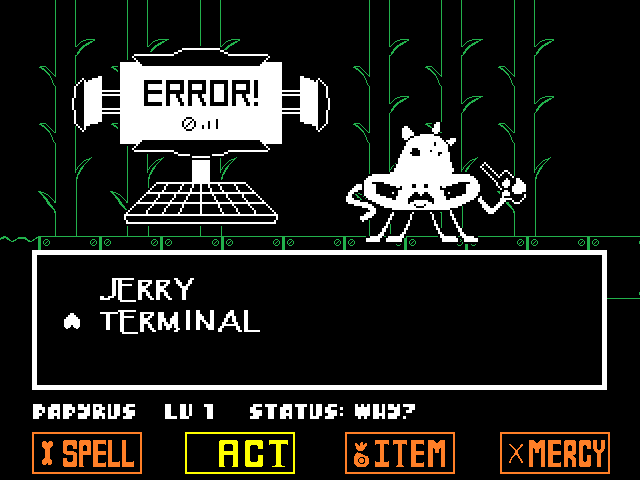 ERROR!
JERRY
TERMINAL
PAPYRUS LV 1 STATUS: WHY?
SPELL ACT ITEM MERCY